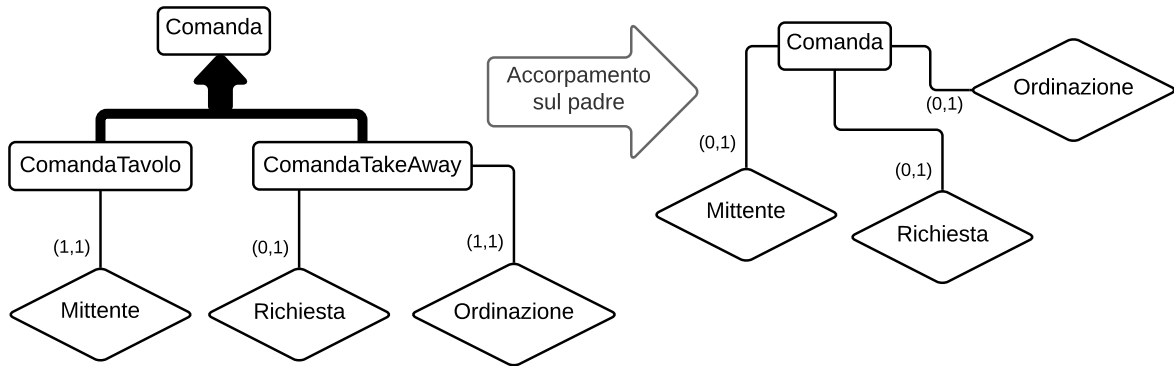 Comanda
ComandaTavolo
ComandaTakeAway
(1,1)
(0,1)
(1,1)
Mittente
Richiesta
Ordinazione
Accorpamento
sul padre
Comanda
Ordinazione
(0,1)
(0,1)
(0,1)
Mittente
Richiesta